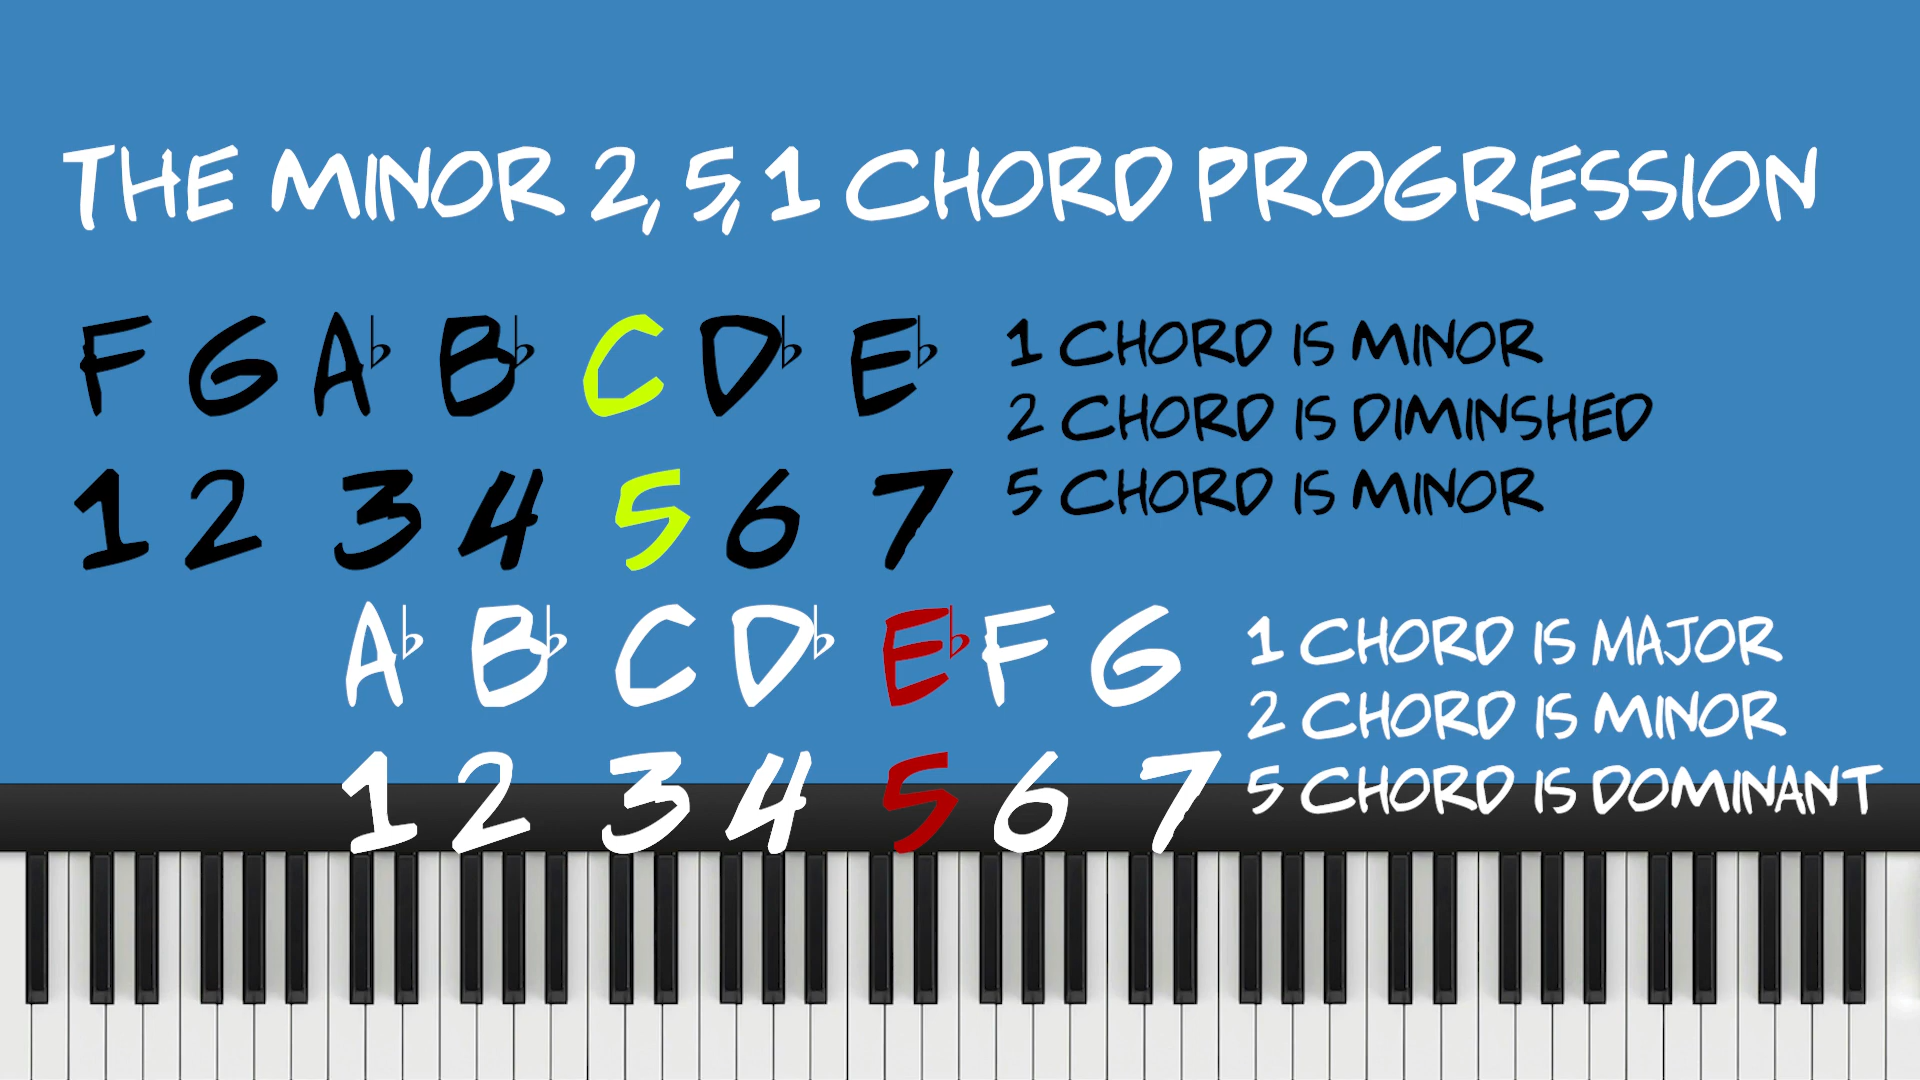 THE MINOR 2, 5, 1 CHORD PROGRESSION
F G A♭ B♭ C D♭ E♭
1 2 3 4 5 6 7
1 CHORD IS MINOR
2 CHORD IS DIMINSHED
5 CHORD IS MINOR
A♭ B♭ C D♭ E♭ F G
1 2 3 4 5 6 7
1 CHORD IS MAJOR
2 CHORD IS MINOR
5 CHORD IS DOMINANT